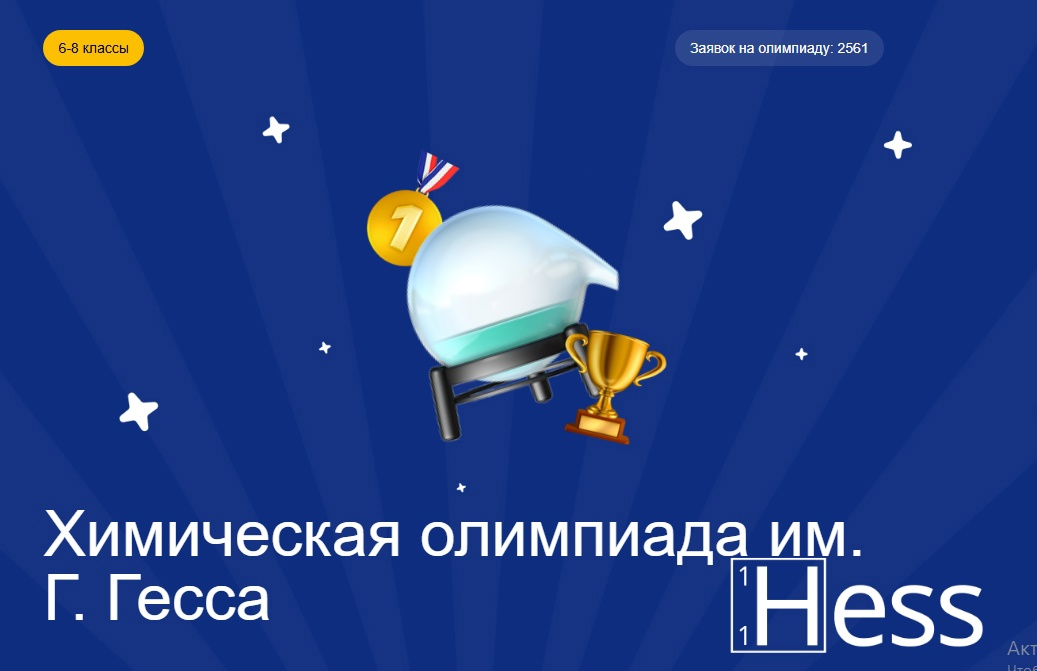 6-8 классы
Заявок на олимпиаду: 2561
1
Химическая олимпиада им.
Г. Гесса
1
1
Hess